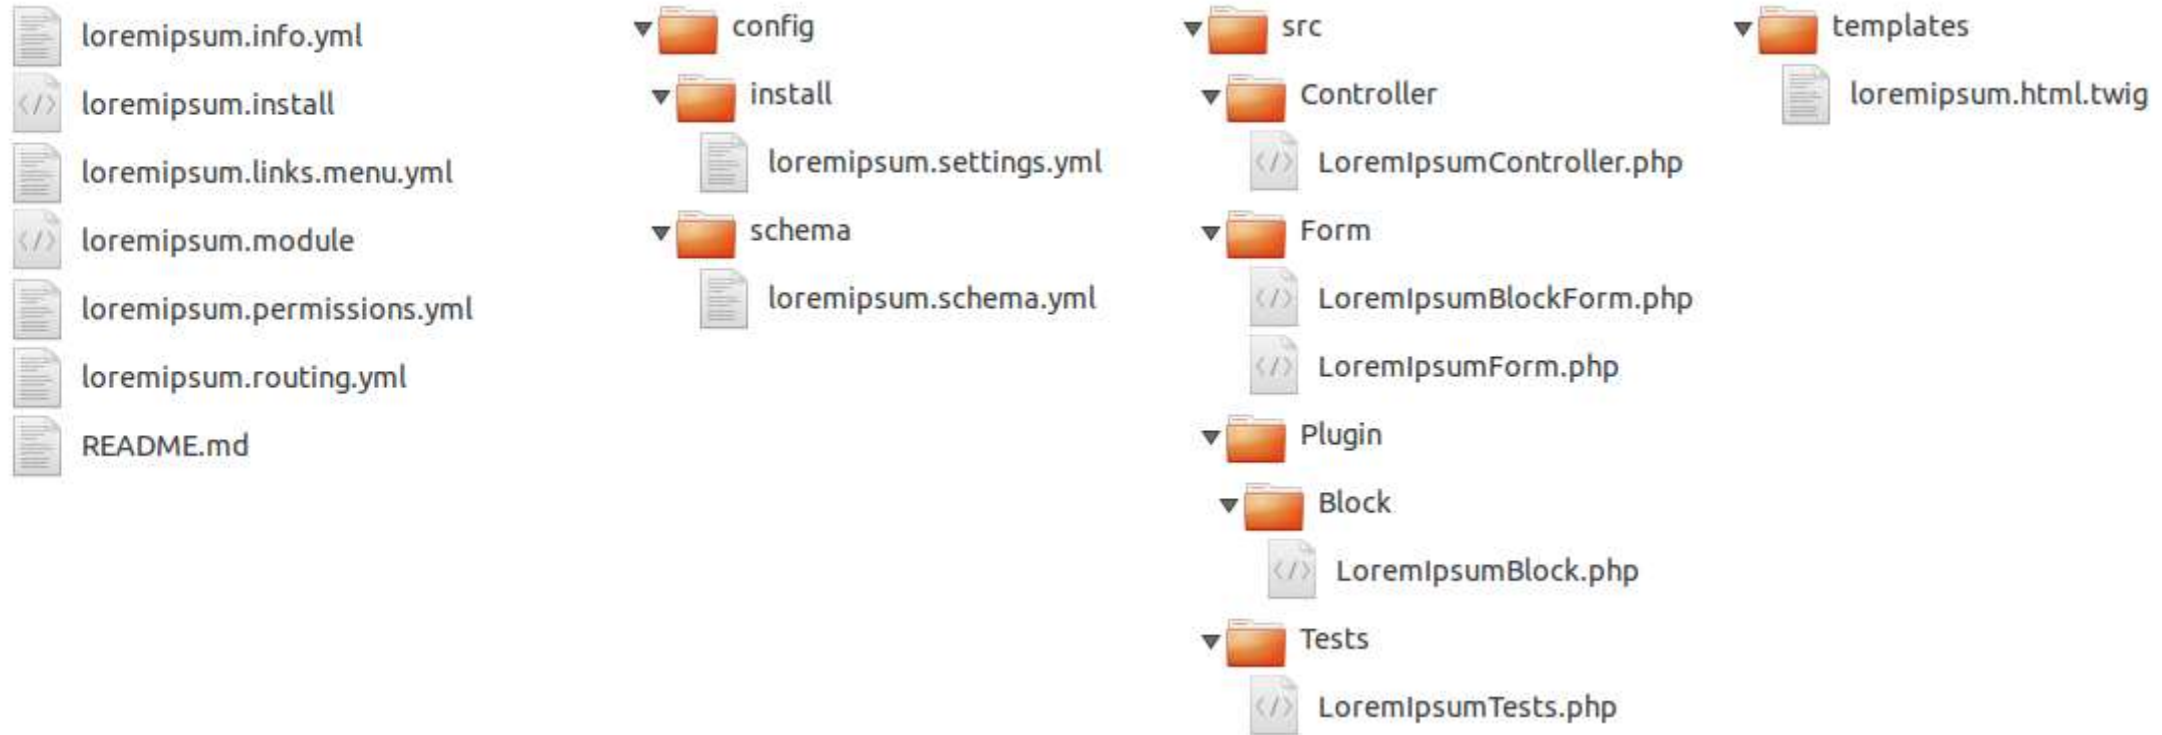 loremipsum.info.yml
loremipsum.install
loremipsum.links.menu.yml
loremipsum.module
loremipsum.permissions.yml
loremipsum.routing.yml
README.md
config
install
loremipsum.settings.yml
schema
loremipsum.schema.yml
src
Controller
LoremIpsumController.php
Form
LoremIpsumBlockForm.php
LoremIpsumForm.php
Plugin
Block
LoremIpsumBlock.php
Tests
LoremIpsumTests.php
templates
loremipsum.html.twig